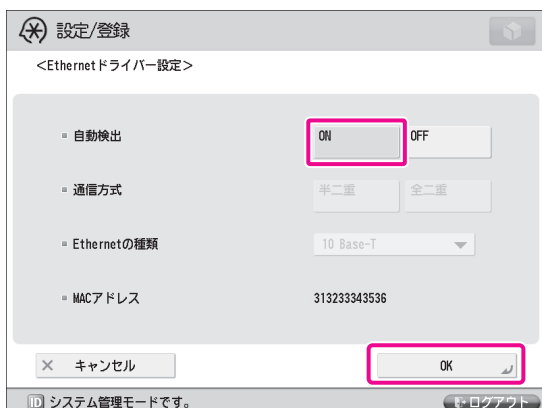 設定/登録
<Ethernetドライバー設定>
自動検出 ON OFF
通信方式 半二重 全二重
Ethernetの種類 10 Base-T
MACアドレス 313233343536
× キャンセル OK
ID システム管理モードです。 ログアウト